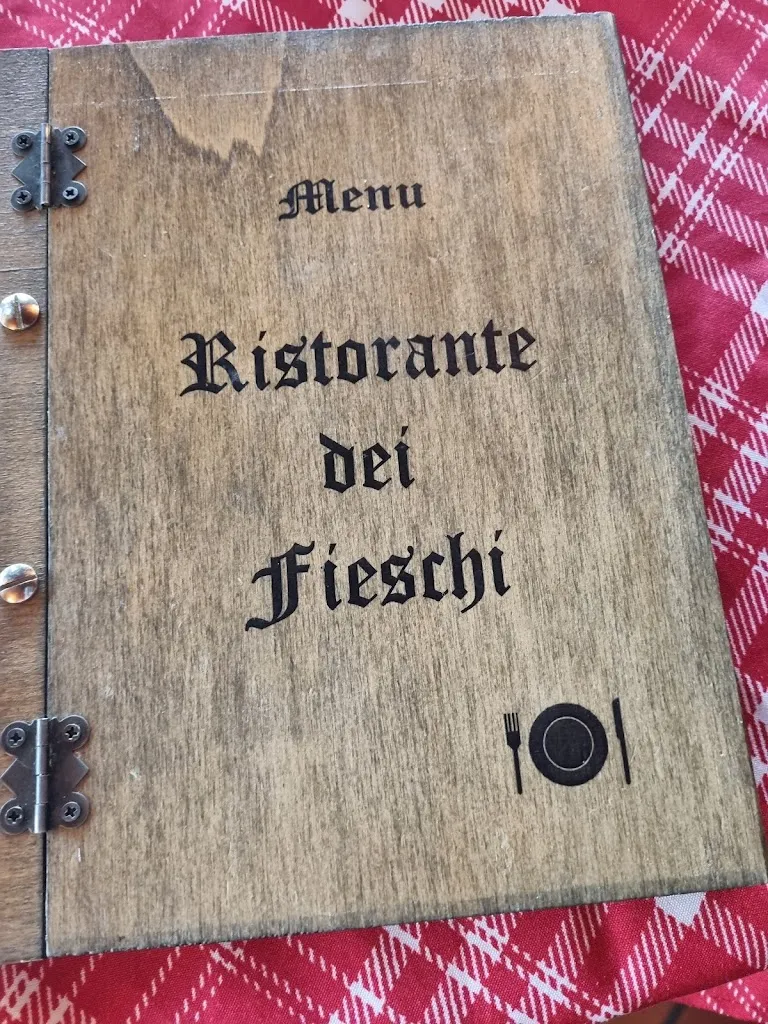 Menu
Ristorante
dei
Fieschi